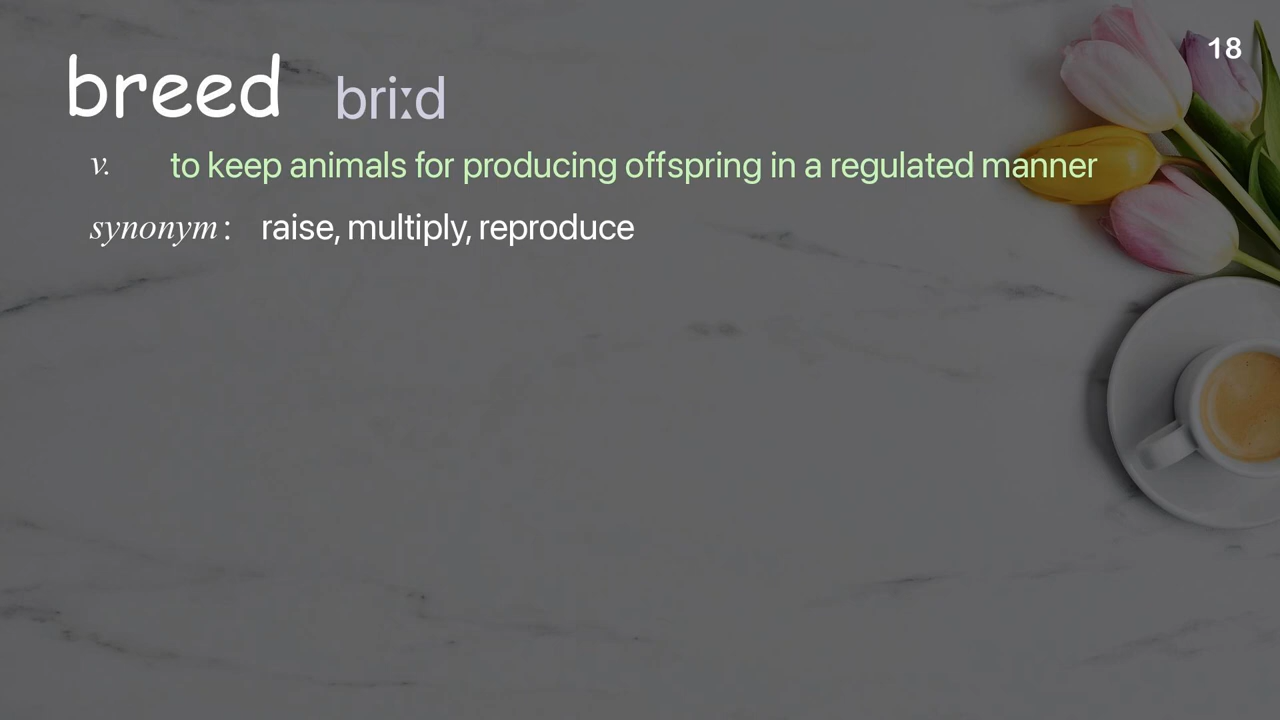 18
breed briːd
v. to keep animals for producing offspring in a regulated manner
synonym: raise, multiply, reproduce